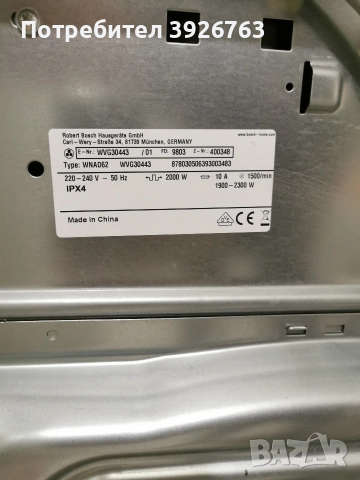 Потребител 3926763
Robert Bosch Hausgeräte GmbH
Carl – Wery – Straße 34, 81739 München, GERMANY
www.bosch-home.com
E – Nr.: WVG30443 / 01 FD: 9803 Z – Nr.: 400348
Type: WNAD62 WVG30443 878030506393003483
220 – 240 V ~ 50 Hz 2000 W 10 A 1500/min
IPX4 1900 – 2300 W
Made in China
CE
BAZAR